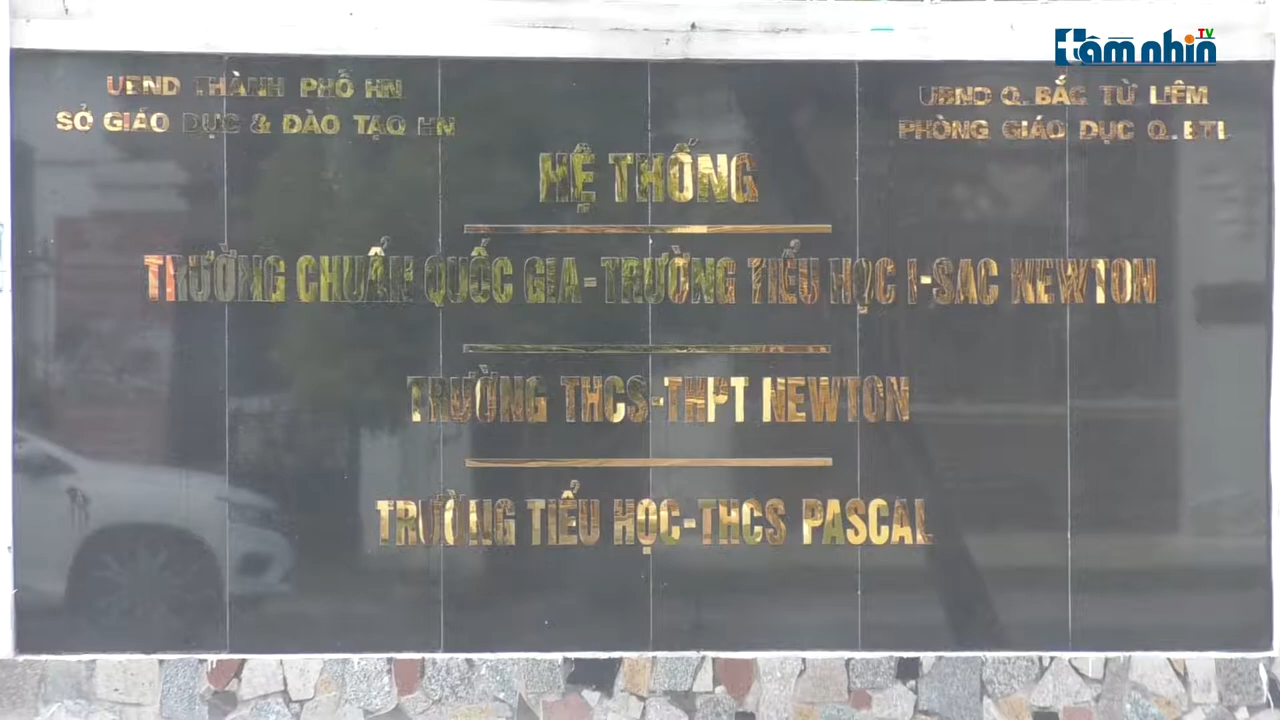 tầm nhìn TV
UBND THÀNH PHỐ HN
SỞ GIÁO DỤC & ĐÀO TẠO HN
UBND Q. BẮC TỪ LIÊM
PHÒNG GIÁO DỤC Q. BTL
HỆ THỐNG
TRƯỜNG CHUẨN QUỐC GIA - TRƯỜNG TIỂU HỌC I-SAC NEWTON
TRƯỜNG THCS-THPT NEWTON
TRƯỜNG TIỂU HỌC-THCS PASCAL